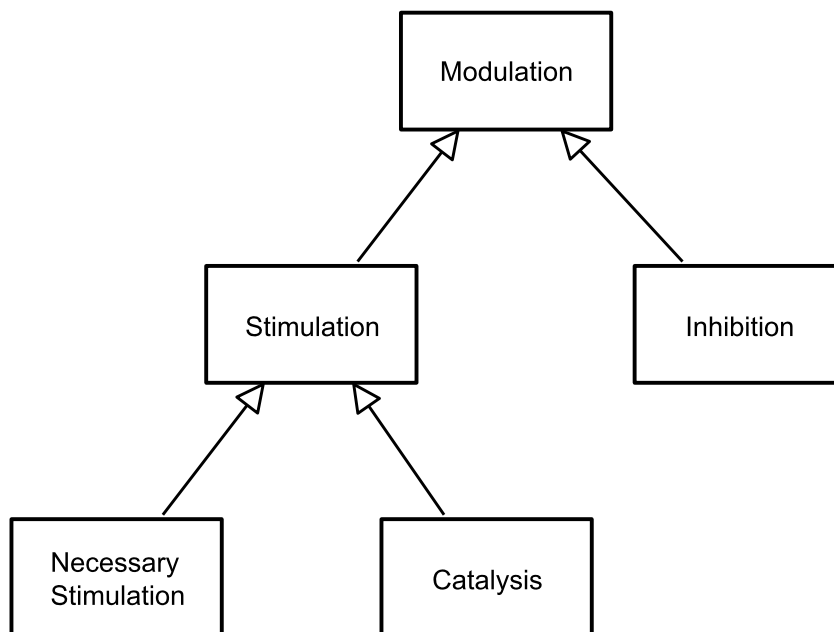 Modulation
Stimulation
Inhibition
Necessary
Stimulation
Catalysis